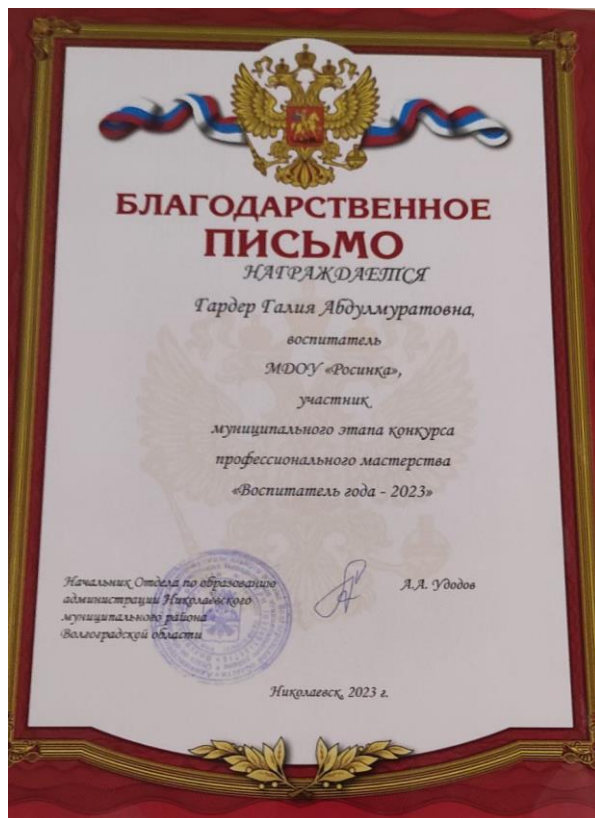 БЛАГОДАРСТВЕННОЕ
ПИСЬМО
НАГРАЖДАЕТСЯ
Гардер Галия Абдулмуратовна,
воспитатель
МДОУ «Росинка»,
участник
муниципального этапа конкурса
профессионального мастерства
«Воспитатель года - 2023»
Начальник Отдела по образованию
администрации Николаевского
муниципального района
Волгоградской области
А.А. Удодов
Николаевск, 2023 г.